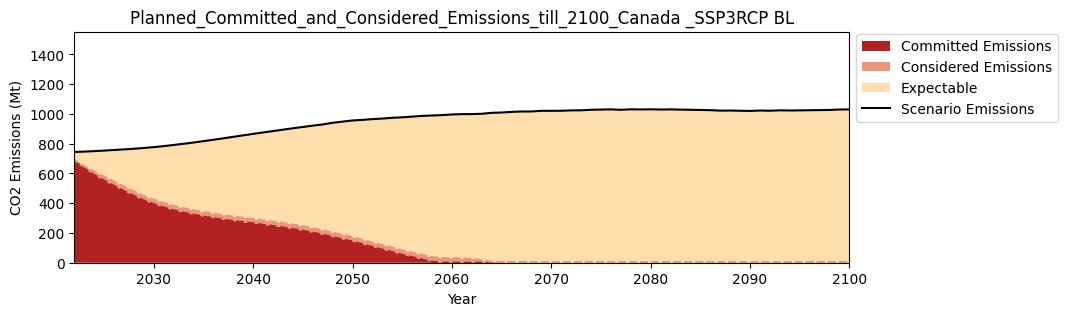 Planned_Committed_and_Considered_Emissions_till_2100_Canada _SSP3RCP BL
1400
1200
1000
800
600
400
200
0
CO2 Emissions (Mt)
2030 2040 2050 2060 2070 2080 2090 2100
Year
Committed Emissions
Considered Emissions
Expectable
Scenario Emissions